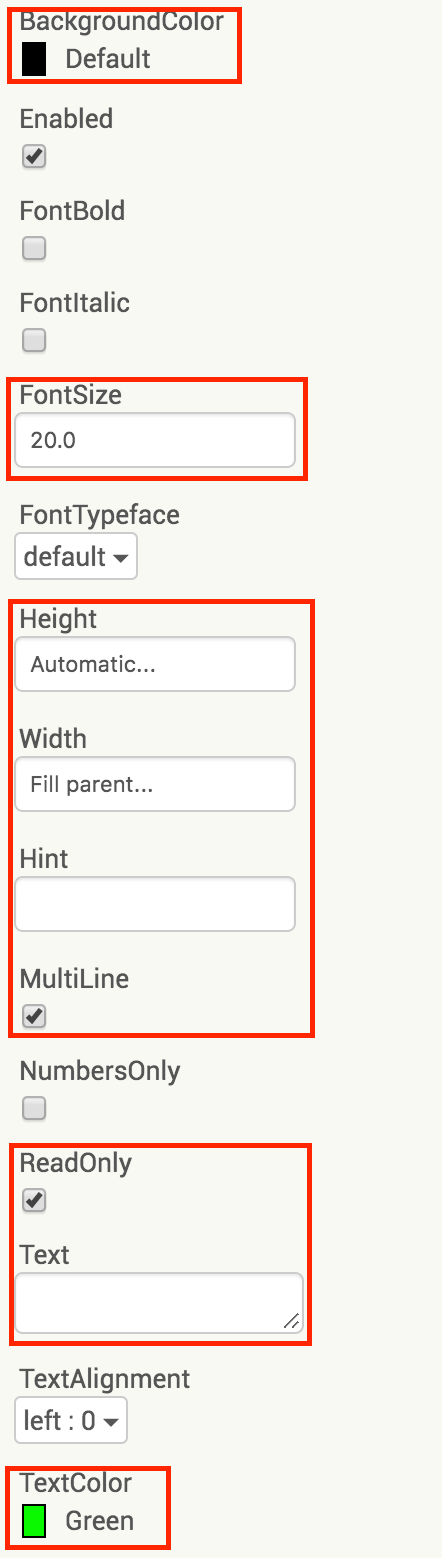 BackgroundColor
Default
Enabled
FontBold
FontItalic
FontSize
20.0
FontTypeface
default
Height
Automatic...
Width
Fill parent...
Hint
MultiLine
NumbersOnly
ReadOnly
Text
TextAlignment
left : 0
TextColor
Green